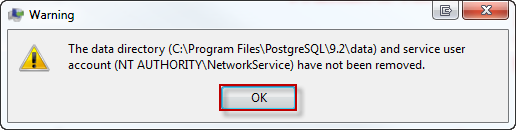 Warning
The data directory (C:\Program Files\PostgreSQL\9.2\data) and service user
account (NT AUTHORITY\NetworkService) have not been removed.
OK